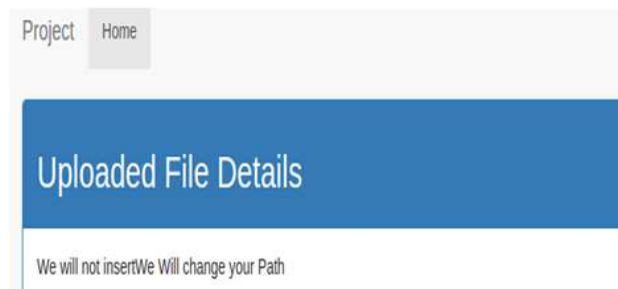 Project Home
Uploaded File Details
We will not insertWe Will change your Path